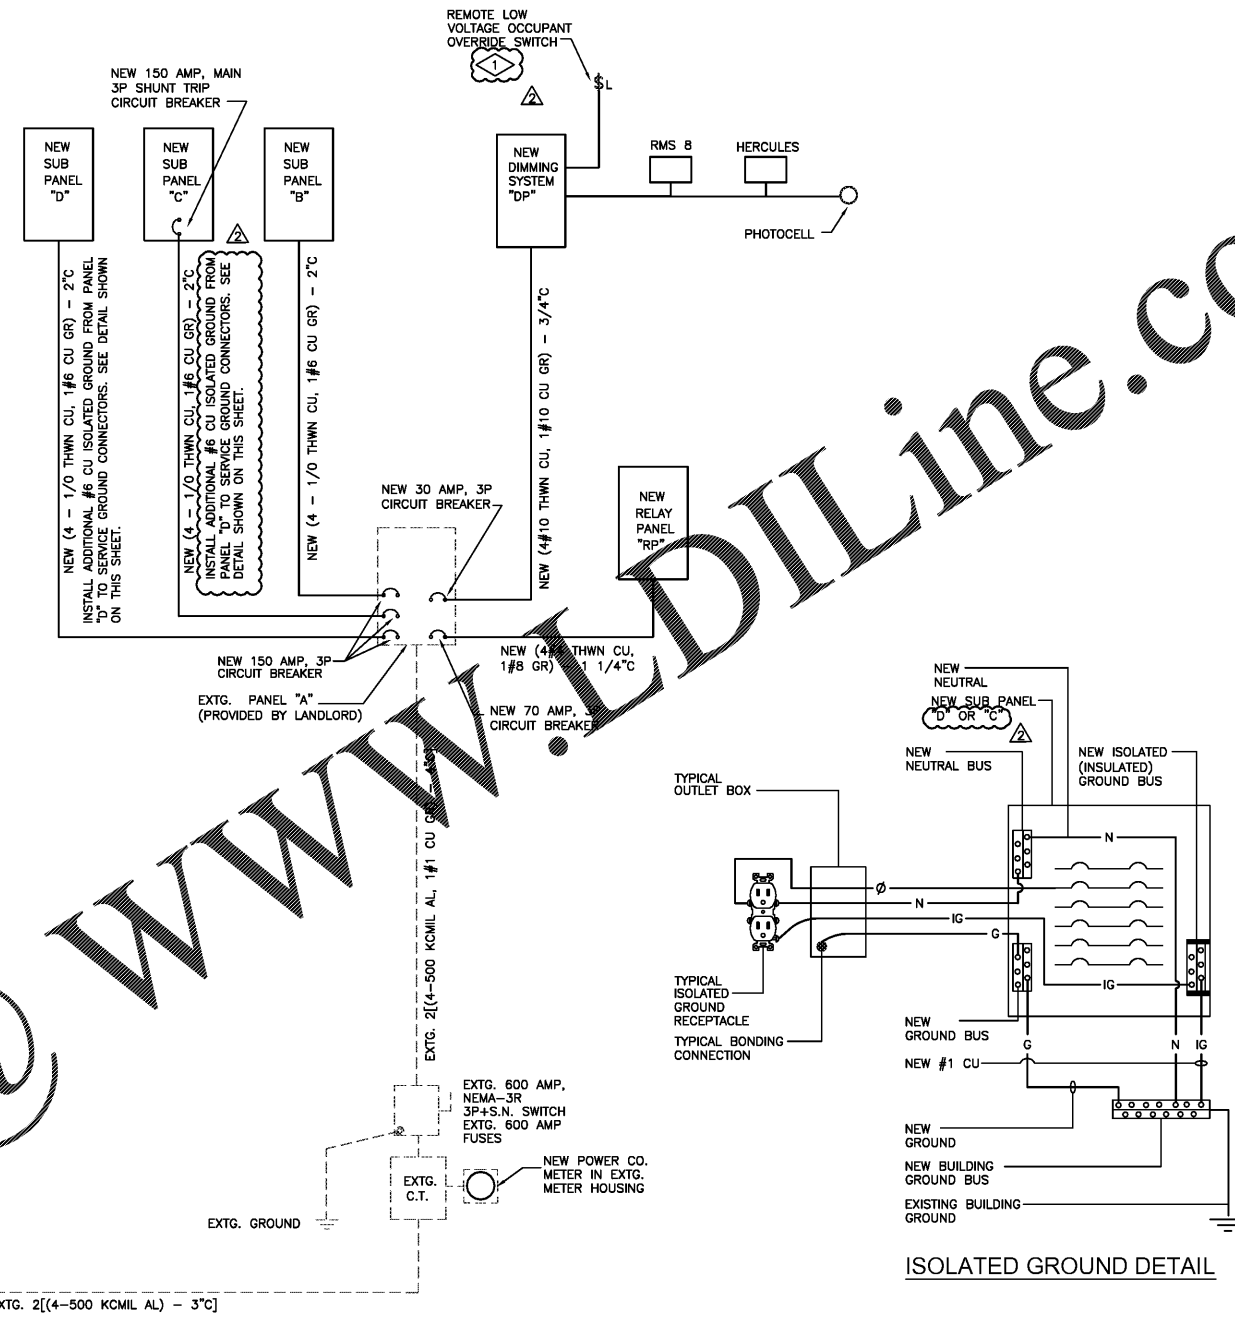 REMOTE LOW
VOLTAGE OCCUPANT
OVERRIDE SWITCH
1
2
$L
NEW 150 AMP, MAIN
3P SHUNT TRIP
CIRCUIT BREAKER
NEW
SUB
PANEL
"D"
NEW
SUB
PANEL
"C"
NEW
SUB
PANEL
"B"
NEW
DIMMING
SYSTEM
"DP"
RMS 8
HERCULES
PHOTOCELL
2
NEW (4 - 1/0 THWN CU, 1#6 CU GR) - 2"C
INSTALL ADDITIONAL #6 CU ISOLATED GROUND FROM PANEL
"D" TO SERVICE GROUND CONNECTORS. SEE DETAIL SHOWN
ON THIS SHEET.
NEW (4 - 1/0 THWN CU, 1#6 CU GR) - 2"C
INSTALL ADDITIONAL #6 CU ISOLATED GROUND FROM
PANEL "D" TO SERVICE GROUND CONNECTORS. SEE
DETAIL SHOWN ON THIS SHEET.
NEW (4 - 1/0 THWN CU, 1#6 CU GR) - 2"C
NEW (4#10 THWN CU, 1#10 CU GR) - 3/4"C
NEW 30 AMP, 3P
CIRCUIT BREAKER
NEW
RELAY
PANEL
"RP"
NEW 150 AMP, 3P
CIRCUIT BREAKER
NEW (4#4 THWN CU,
1#8 GR) - 1 1/4"C
EXTG. PANEL "A"
(PROVIDED BY LANDLORD)
NEW 70 AMP, 3P
CIRCUIT BREAKER
EXTG. 2[(4-500 KCMIL AL, 1#1 CU GR) - 4"C]
EXTG. 600 AMP,
NEMA-3R
3P+S.N. SWITCH
EXTG. 600 AMP
FUSES
EXTG.
C.T.
NEW POWER CO.
METER IN EXTG.
METER HOUSING
EXTG. GROUND
XTG. 2[(4-500 KCMIL AL) - 3"C]
NEW
NEUTRAL
NEW SUB PANEL
"D" OR "C"
2
NEW
NEUTRAL BUS
NEW ISOLATED
(INSULATED)
GROUND BUS
TYPICAL
OUTLET BOX
N
Ø
N
IG
G
IG
TYPICAL
ISOLATED
GROUND
RECEPTACLE
TYPICAL BONDING
CONNECTION
NEW
GROUND BUS
G
N
IG
NEW #1 CU
NEW
GROUND
NEW BUILDING
GROUND BUS
EXISTING BUILDING
GROUND
ISOLATED GROUND DETAIL
@ www.LDILine.co